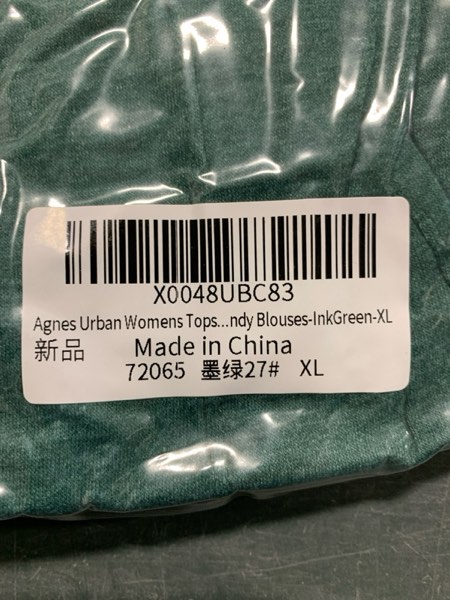 X0048UBC83
Agnes Urban Womens Tops...ndy Blouses-InkGreen-XL
新品 Made in China
72065 墨绿27# XL